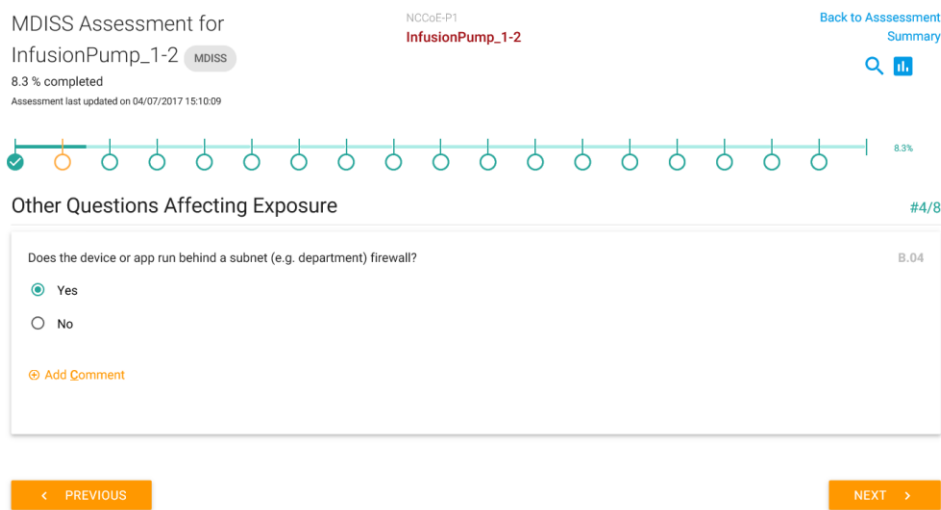 MDISS Assessment for
InfusionPump_1-2 MDISS
8.3 % completed
Assessment last updated on 04/07/2017 15:10:09
NCCoE-P1
InfusionPump_1-2
Back to Asssessment
Summary
8.3%
Other Questions Affecting Exposure
#4/8
Does the device or app run behind a subnet (e.g. department) firewall?
B.04
Yes
No
Add Comment
PREVIOUS
NEXT